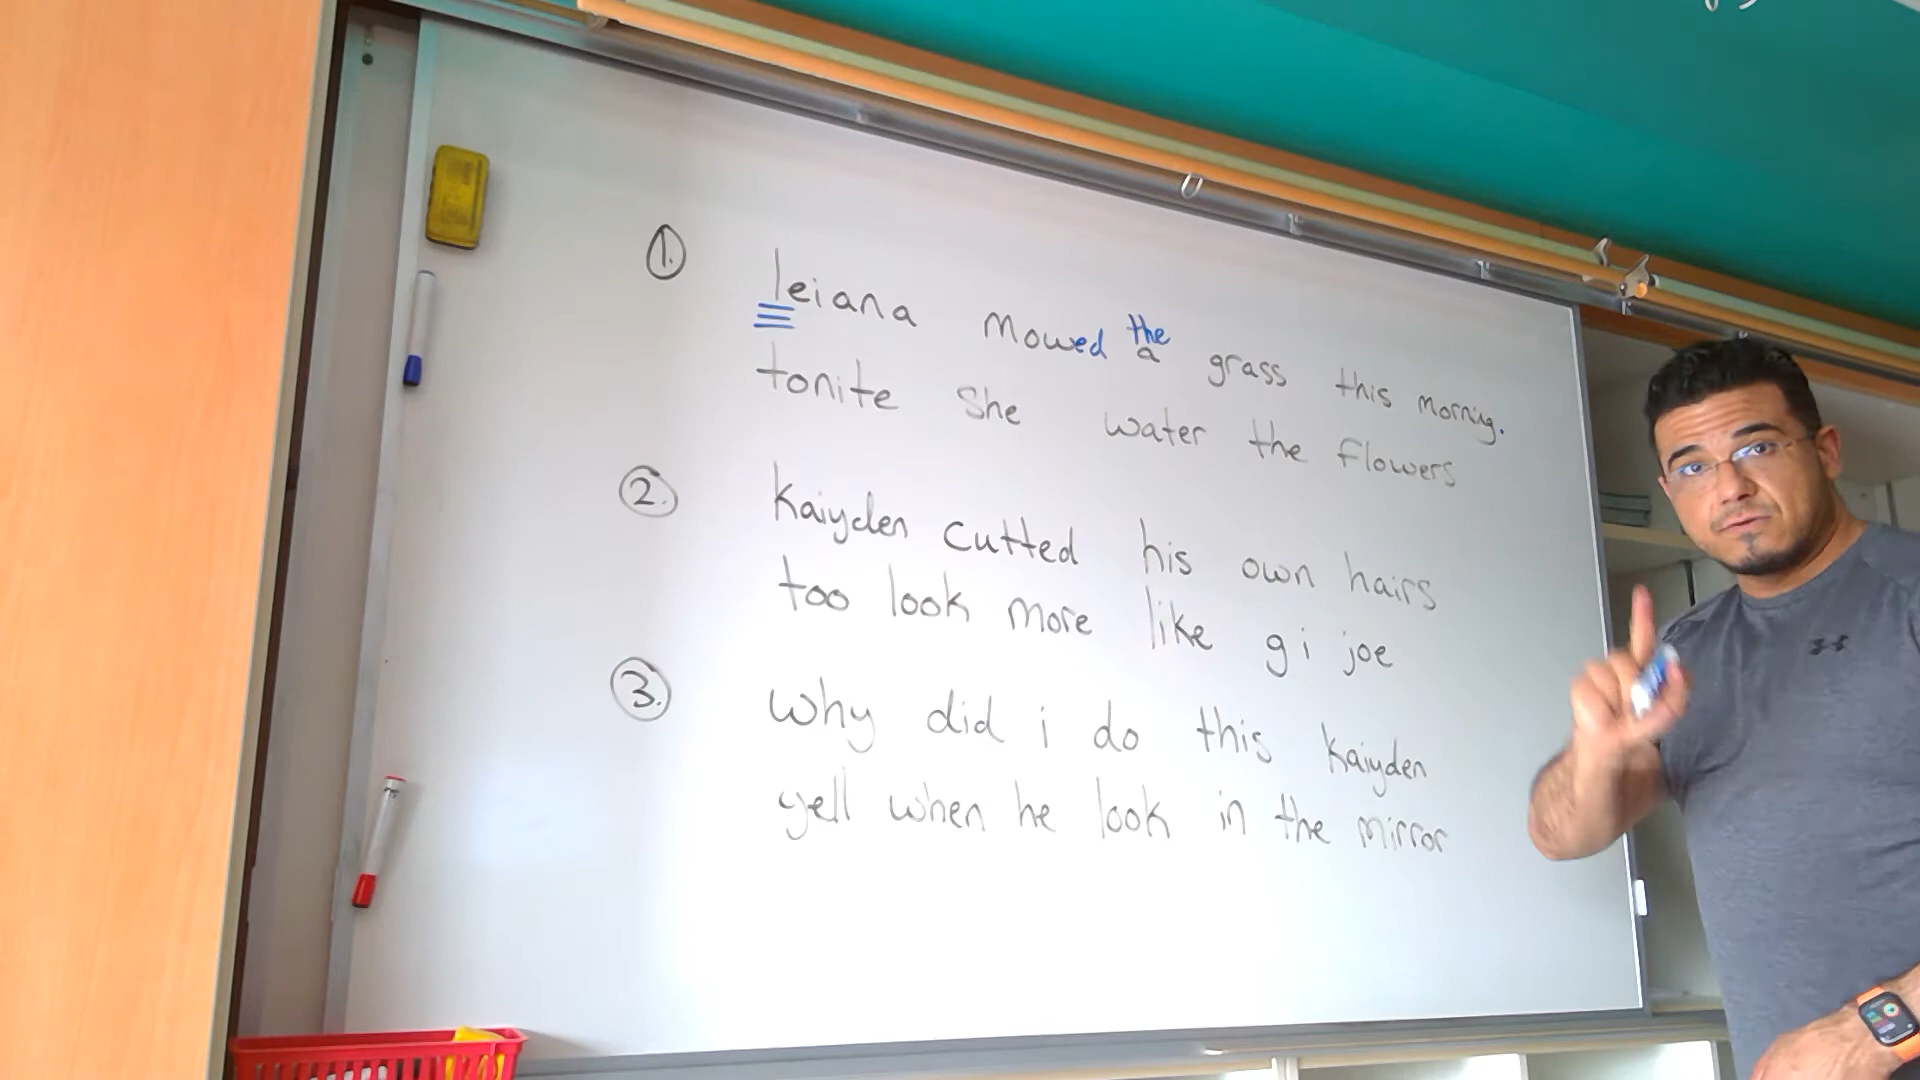 1. leiana mowed the a grass this morning.
tonite She water the flowers
2. Kaiyden cutted his own hairs
too look more like g i joe
3. why did i do this Kaiyden
yell when he look in the mirror